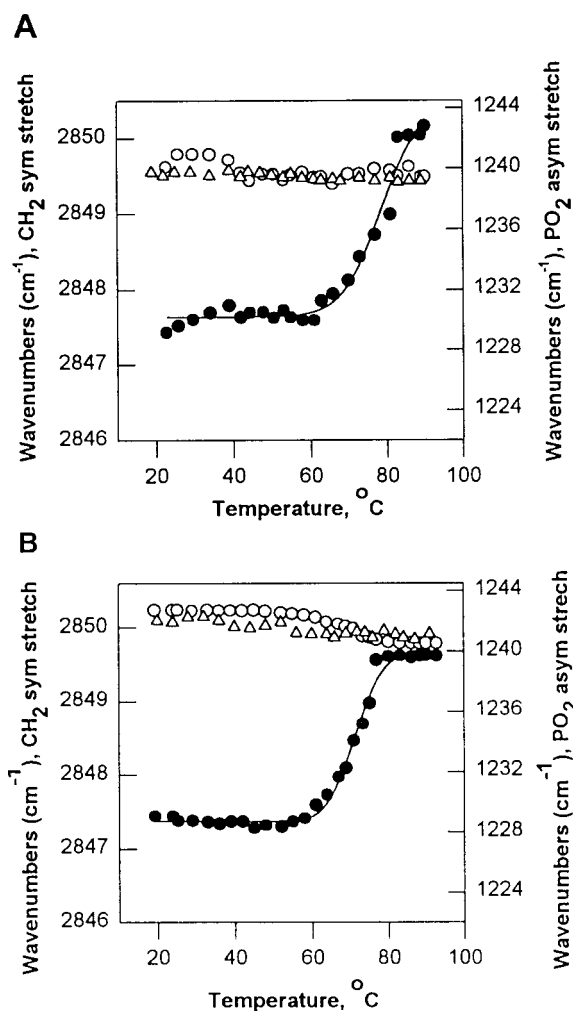 A
Wavenumbers (cm-1), CH2 sym stretch
2850
2849
2848
2847
2846
1244
1240
1236
1232
1228
1224
Wavenumbers (cm-1), PO2 asym stretch
20 40 60 80 100
Temperature, oC
B
Wavenumbers (cm-1), CH2 sym stretch
2850
2849
2848
2847
2846
1244
1240
1236
1232
1228
1224
Wavenumbers (cm-1), PO2 asym strech
20 40 60 80 100
Temperature, oC